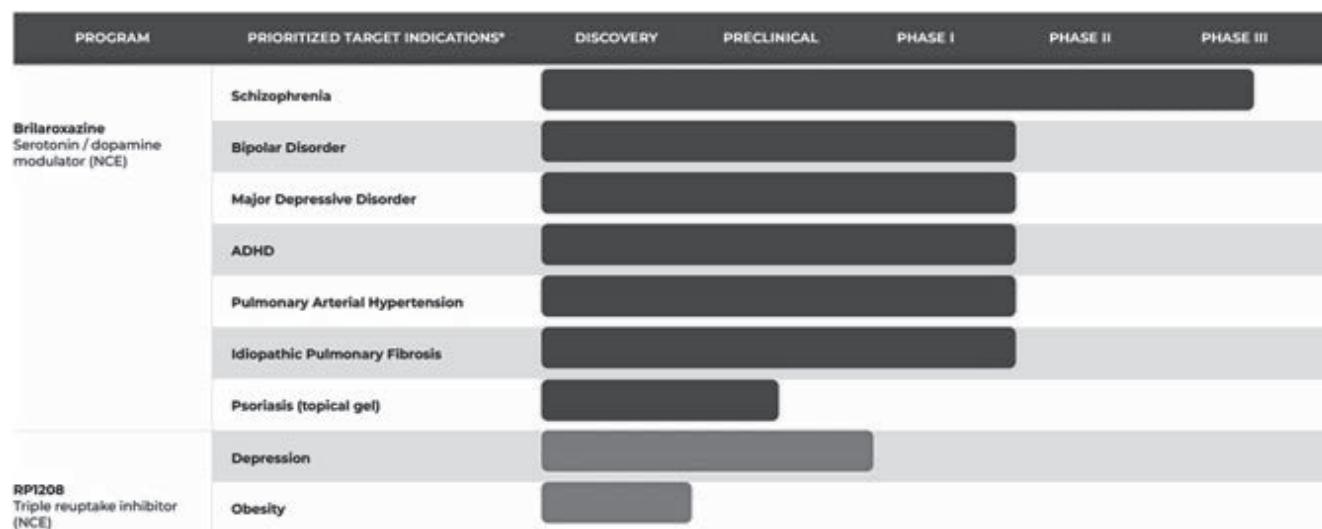 PROGRAM PRIORITIZED TARGET INDICATIONS* DISCOVERY PRECLINICAL PHASE I PHASE II PHASE III
Schizophrenia
Brilaroxazine
Serotonin / dopamine
modulator (NCE)
Bipolar Disorder
Major Depressive Disorder
ADHD
Pulmonary Arterial Hypertension
Idiopathic Pulmonary Fibrosis
Psoriasis (topical gel)
Depression
RP1208
Triple reuptake inhibitor
(NCE)
Obesity